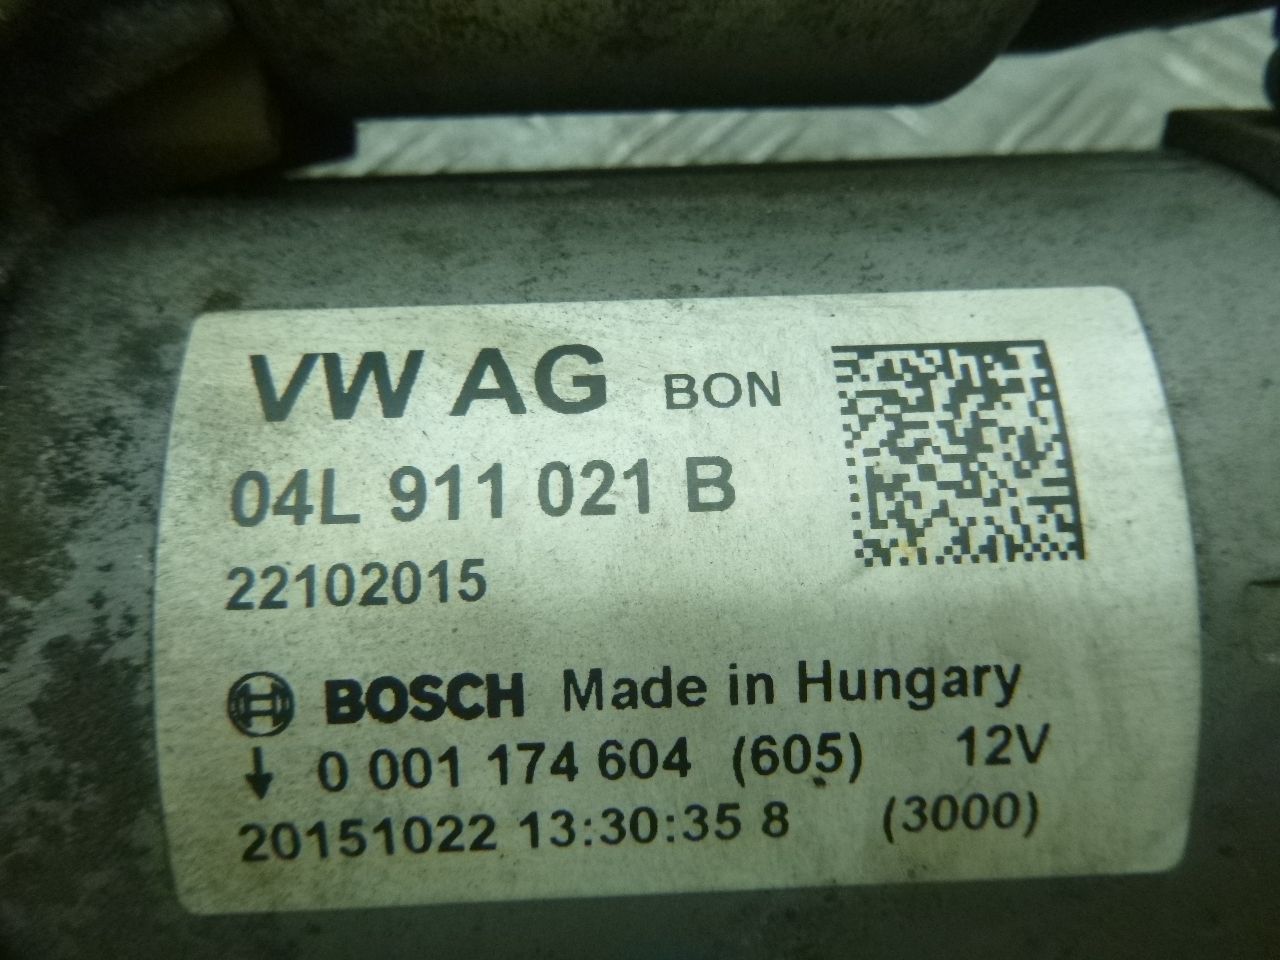 VW AG BON
04L 911 021 B
22102015
BOSCH Made in Hungary
↓ 0 001 174 604 (605) 12V
20151022 13:30:35 8 (3000)